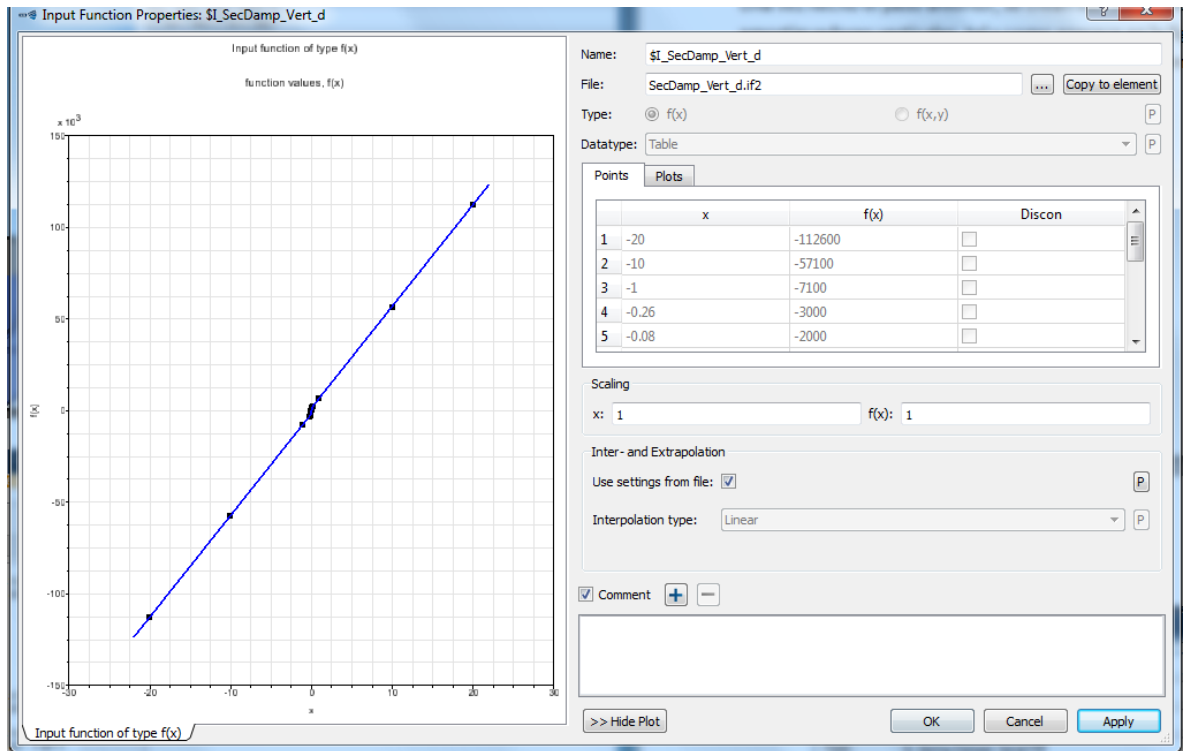 Input Function Properties: $I_SecDamp_Vert_d
Input function of type f(x)
function values, f(x)
x 10³
150
100
50
0
-50
-100
-150
f(x)
-30 -20 -10 0 10 20 30
x
Input function of type f(x)
Name: $I_SecDamp_Vert_d
File: SecDamp_Vert_d.if2 ... Copy to element
Type: f(x) f(x,y) P
Datatype: Table P
Points Plots
x f(x) Discon
1 -20 -112600
2 -10 -57100
3 -1 -7100
4 -0.26 -3000
5 -0.08 -2000
Scaling
x: 1 f(x): 1
Inter- and Extrapolation
Use settings from file: P
Interpolation type: Linear P
Comment
>> Hide Plot OK Cancel Apply